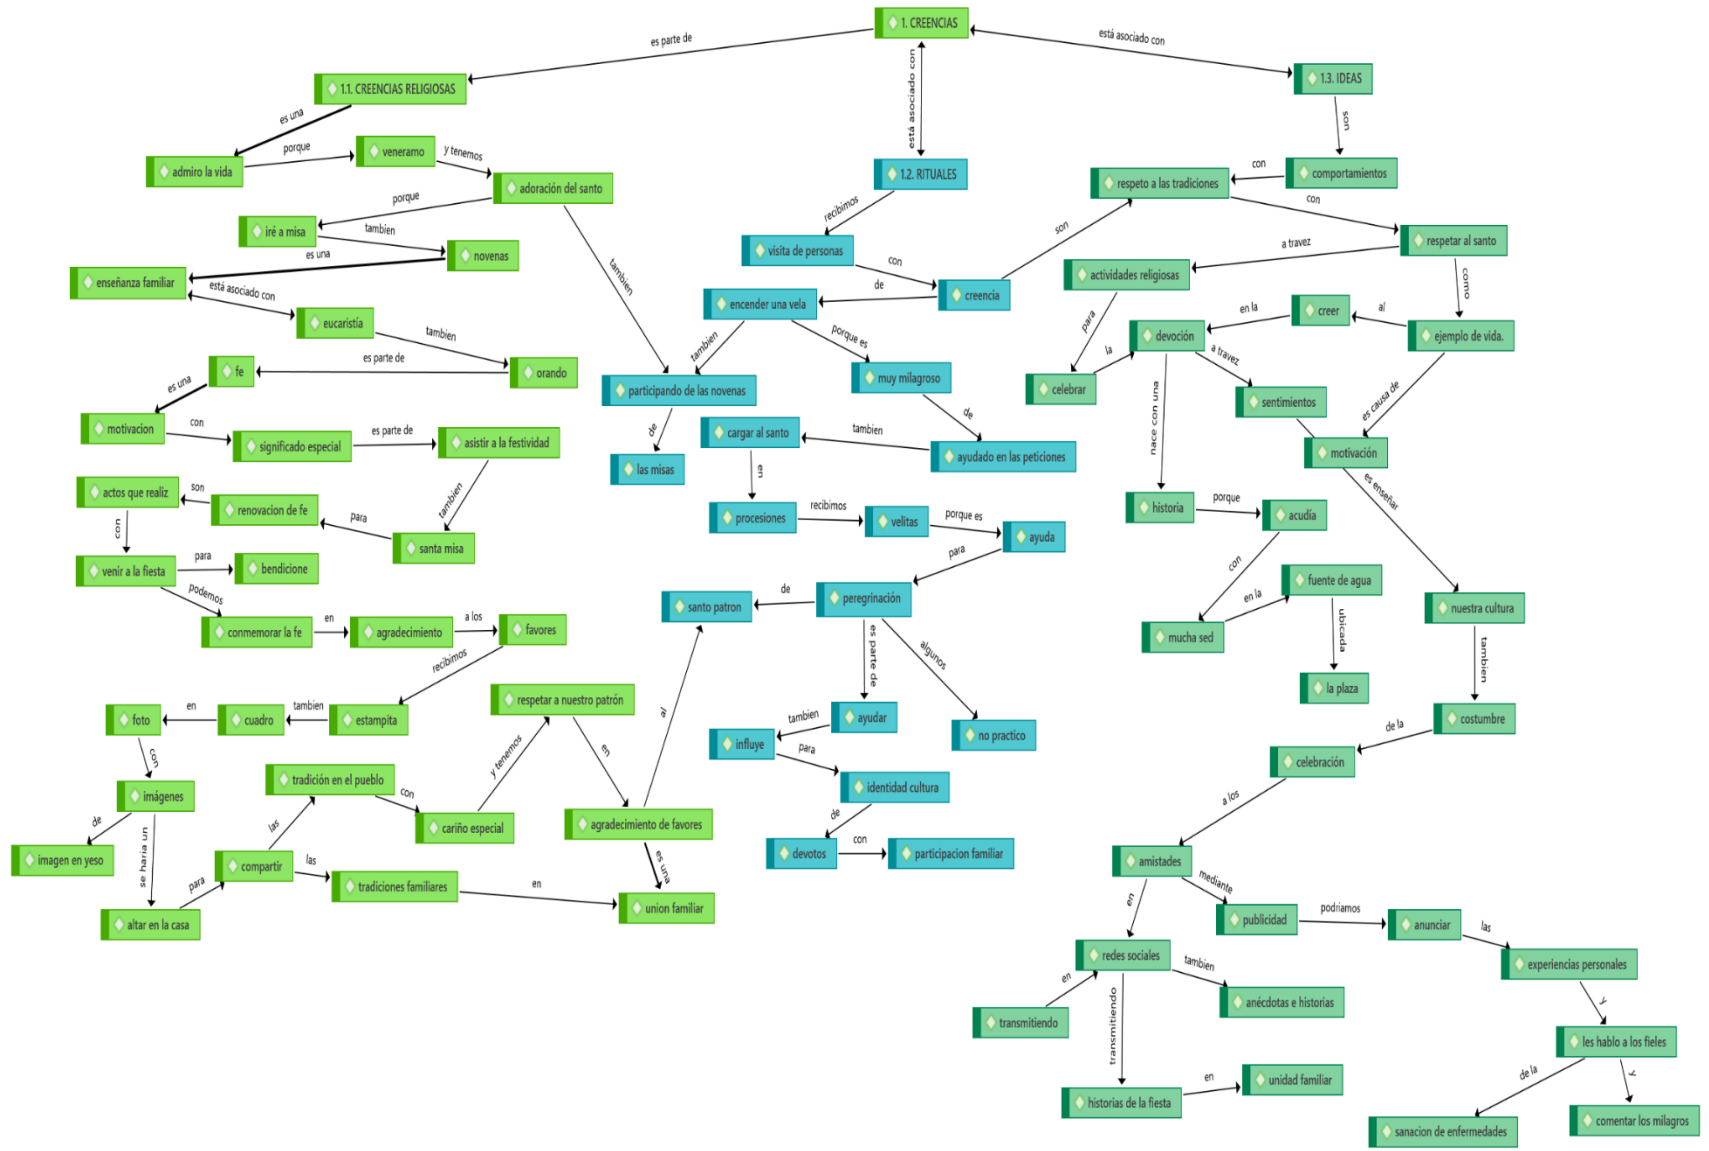 1. CREENCIAS
es parte de
está asociado con
está asociado con
1.1. CREENCIAS RELIGIOSAS
1.3. IDEAS
es una
son
admiro la vida
porque
veneramo
y tenemos
adoración del santo
1.2. RITUALES
comportamientos
con
respeto a las tradiciones
porque
recibimos
con
iré a misa
tambien
novenas
es una
enseñanza familiar
está asociado con
eucaristía
tambien
tambien
orando
es parte de
fe
es una
motivacion
con
significado especial
es parte de
asistir a la festividad
tambien
santa misa
para
renovacion de fe
son
actos que realiz
con
venir a la fiesta
para
bendicione
podemos
conmemorar la fe
en
agradecimiento
a los
favores
recibimos
estampita
tambien
cuadro
en
foto
con
imágenes
de
imagen en yeso
se haria un
altar en la casa
para
compartir
las
tradición en el pueblo
con
cariño especial
y tenemos
respetar a nuestro patrón
en
agradecimiento de favores
al
es una
las
tradiciones familiares
en
union familiar
visita de personas
con
creencia
son
de
encender una vela
tambien
porque es
participando de las novenas
de
las misas
muy milagroso
de
ayudado en las peticiones
tambien
cargar al santo
en
procesiones
recibimos
velitas
porque es
ayuda
para
peregrinación
de
santo patron
es parte de
algunos
ayudar
no practico
tambien
influye
para
identidad cultura
de
devotos
con
participacion familiar
respetar al santo
a travez
como
actividades religiosas
para
celebrar
la
devoción
en la
creer
al
ejemplo de vida.
es causa de
a travez
sentimientos
motivación
nace con una
historia
porque
acudía
con
mucha sed
en la
fuente de agua
ubicada
la plaza
es enseñar
nuestra cultura
tambien
costumbre
de la
celebración
a los
amistades
mediante
publicidad
podriamos
anunciar
las
experiencias personales
y
les hablo a los fieles
de la
y
sanacion de enfermedades
comentar los milagros
en
redes sociales
tambien
anécdotas e historias
en
transmitiendo
transmitiendo
historias de la fiesta
en
unidad familiar